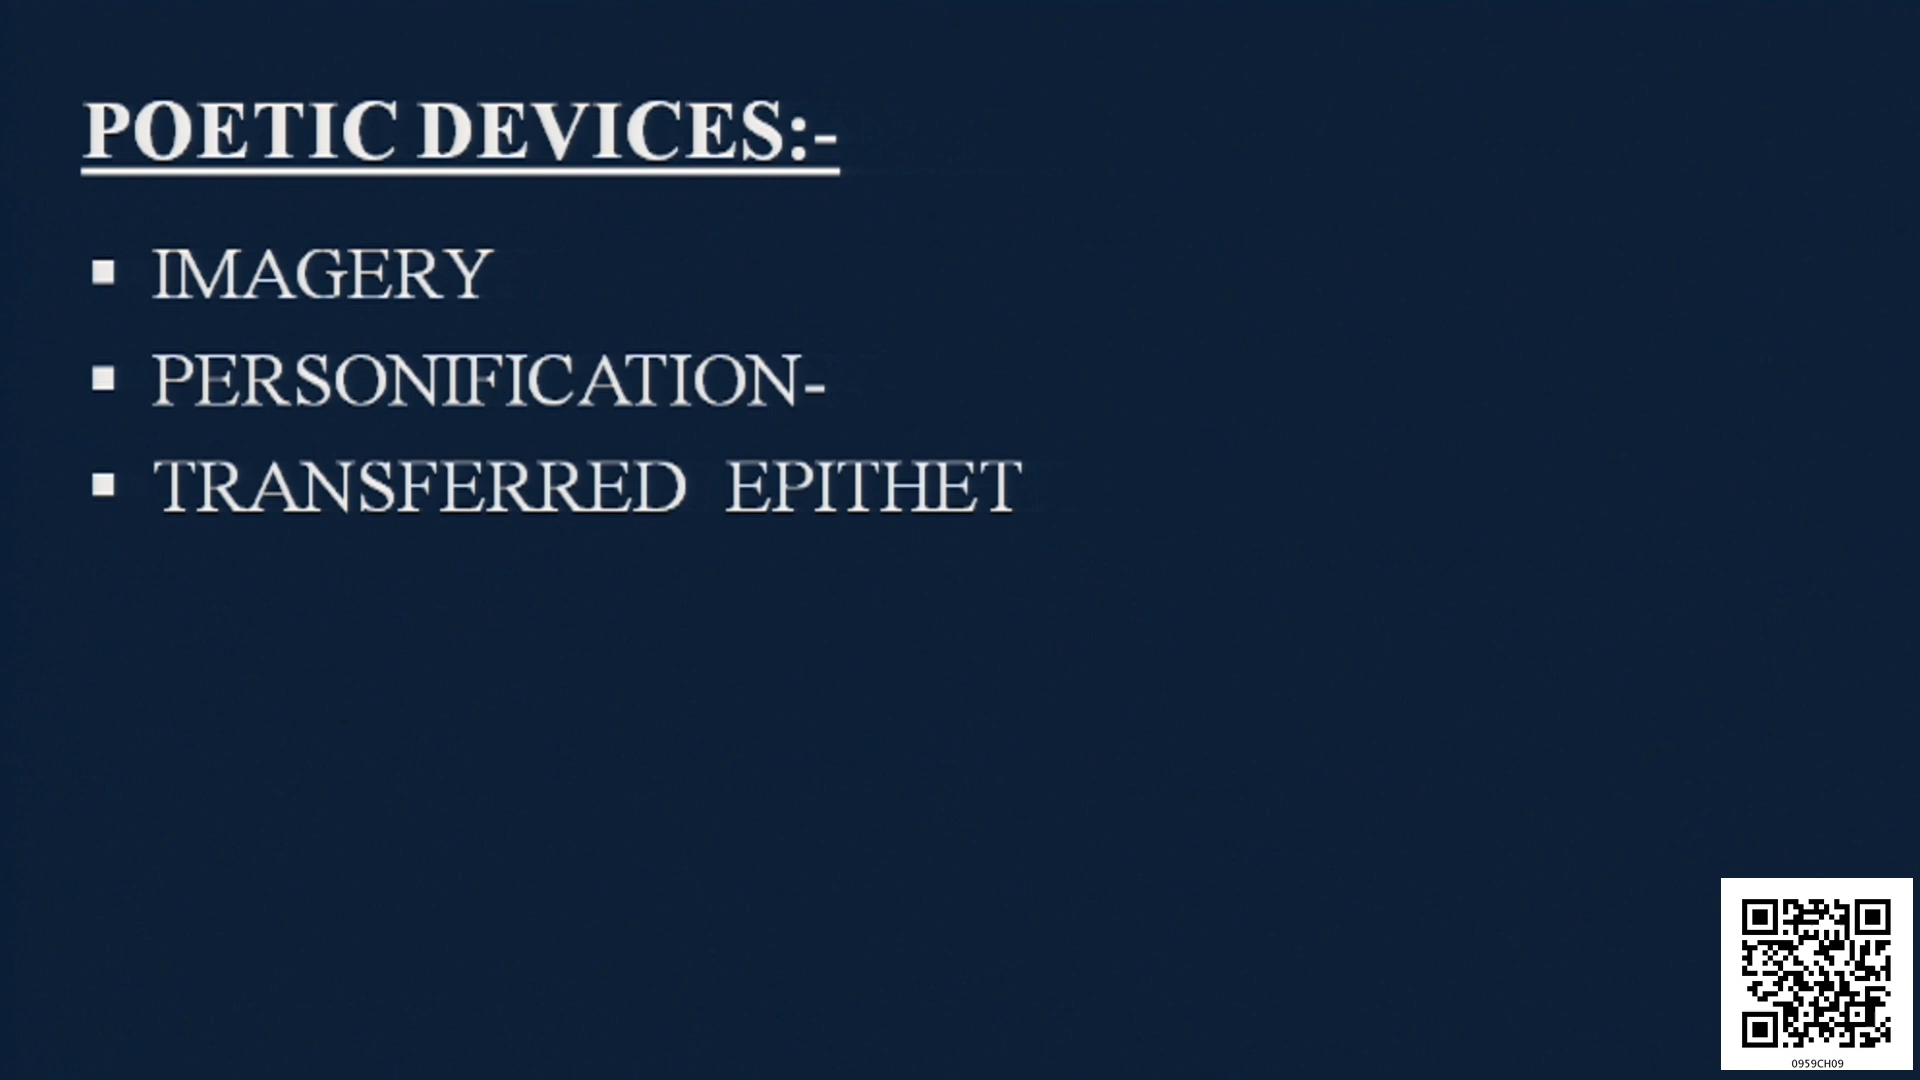 POETIC DEVICES:-
▪ IMAGERY
▪ PERSONIFICATION-
▪ TRANSFERRED EPITHET
0959CH09